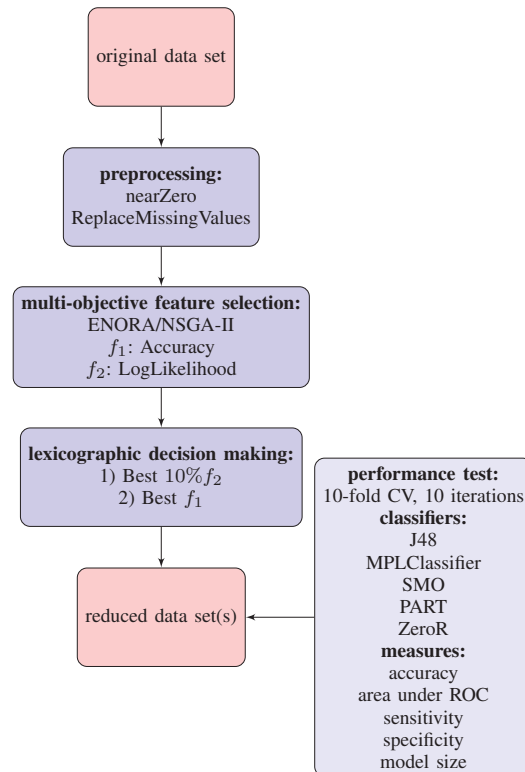 original data set
preprocessing:
nearZero
ReplaceMissingValues
multi-objective feature selection:
ENORA/NSGA-II
f₁: Accuracy
f₂: LogLikelihood
lexicographic decision making:
1) Best 10%f₂
2) Best f₁
reduced data set(s)
performance test:
10-fold CV, 10 iterations
classifiers:
J48
MPLClassifier
SMO
PART
ZeroR
measures:
accuracy
area under ROC
sensitivity
specificity
model size